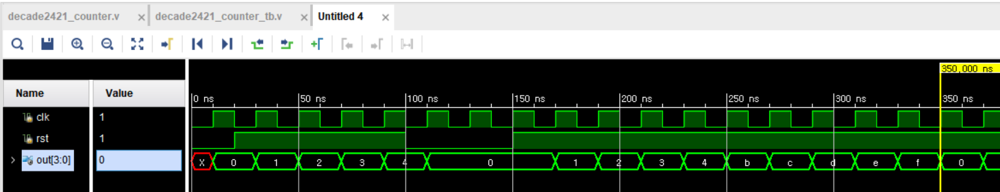 decade2421_counter.v × decade2421_counter_tb.v × Untitled 4 ×
350,000 ns
Name Value 0 ns 50 ns 100 ns 150 ns 200 ns 250 ns 300 ns 350 ns
clk 1
rst 1
out[3:0] 0 X 0 1 2 3 4 0 1 2 3 4 b c d e f 0